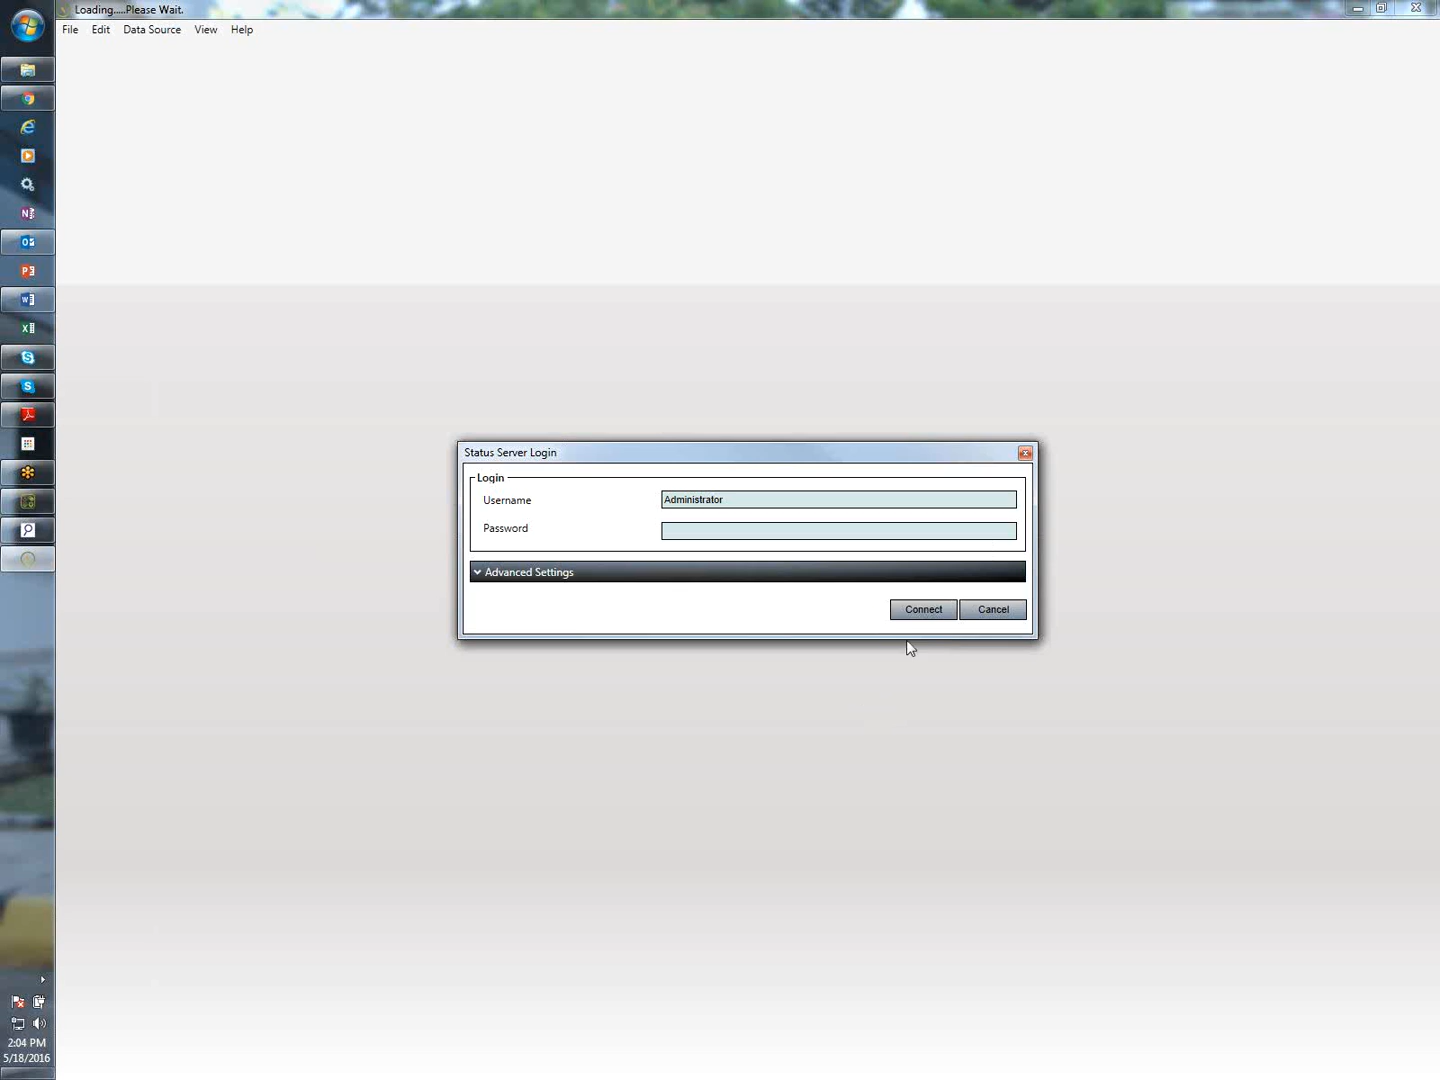 Loading.....Please Wait.
File Edit Data Source View Help
Status Server Login
Login
Username Administrator
Password
Advanced Settings
Connect Cancel
2:04 PM
5/18/2016